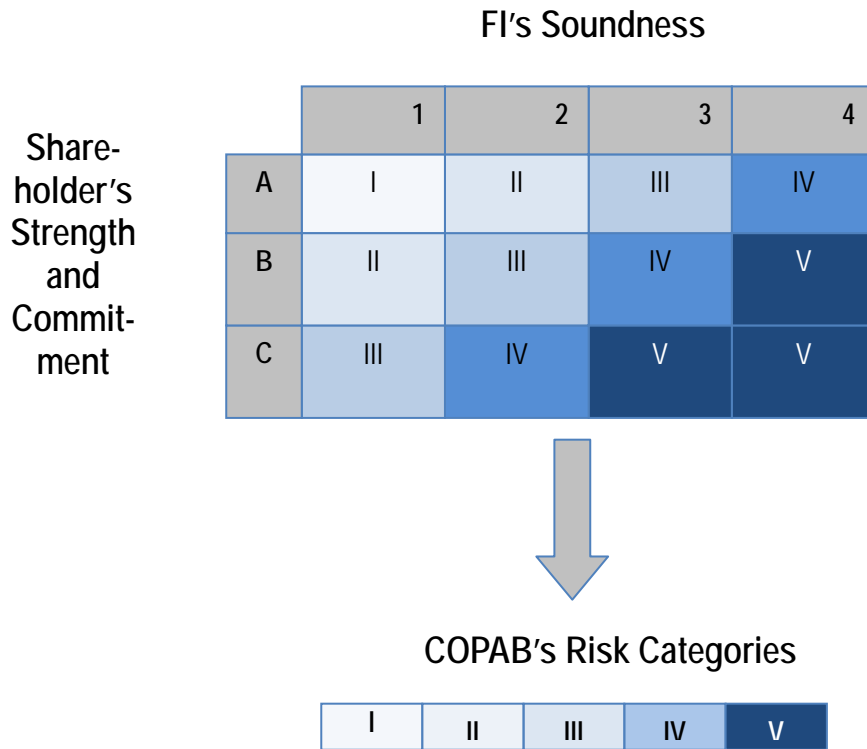 FI's Soundness
1 2 3 4
Share-
holder's
Strength
and
Commit-
ment
A I II III IV
B II III IV V
C III IV V V
COPAB's Risk Categories
I II III IV V